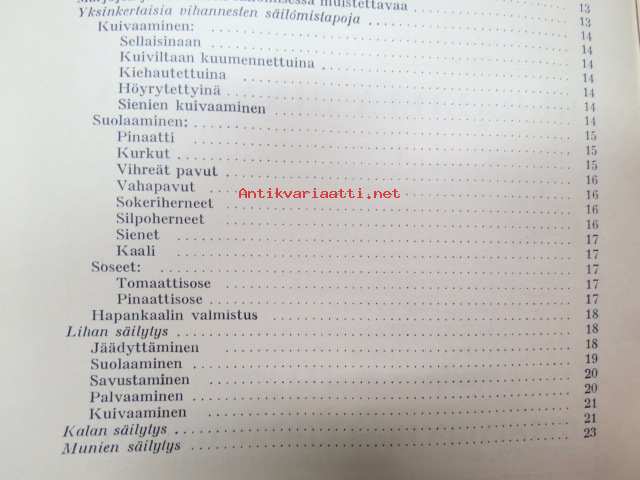 muistettavaa 13
Yksinkertaisia vihannesten säilömistapoja 13
Kuivaaminen: 14
Sellaisinaan 14
Kuiviltaan kuumennettuina 14
Kiehautettuina 14
Höyrytettyinä 14
Sienien kuivaaminen 14
Suolaaminen: 14
Pinaatti 15
Kurkut 15
Vihreät pavut 15
Vahapavut 16
Antikvariaatti.net
Sokeriherneet 16
Silpoherneet 16
Sienet 16
Kaali 17
Soseet: 17
Tomaattisose 17
Pinaattisose 17
Hapankaalin valmistus 18
Lihan säilytys 18
Jäädyttäminen 18
Suolaaminen 19
Savustaminen 20
Palvaaminen 20
Kuivaaminen 21
Kalan säilytys 21
Munien säilytys 23